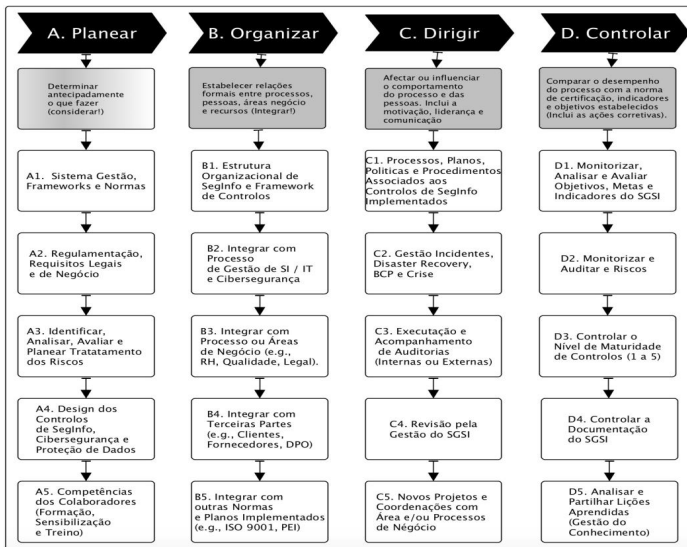 A. Planear
Determinar
antecipadamente
o que fazer
(considerar!)
A1. Sistema Gestão,
Frameworks e Normas
A2. Regulamentação,
Requisitos Legais
e de Negócio
A3. Identificar,
Analisar, Avaliar e
Planear Tratatamento
dos Riscos
A4. Design dos
Controlos
de SegInfo,
Cibersegurança e
Proteção de Dados
A5. Competências
dos Colaboradores
(Formação,
Sensibilização
e Treino)
B. Organizar
Estabelecer relações
formais entre processos,
pessoas, áreas negócio
e recursos (Integrar!)
B1. Estrutura
Organizacional de
SegInfo e Framework
de Controlos
B2. Integrar com
Processo
de Gestão de SI / IT
e Cibersegurança
B3. Integrar com
Processo ou Áreas
de Negócio (e.g.,
RH, Qualidade, Legal).
B4. Integrar com
Terceiras Partes
(e.g., Clientes,
Fornecedores, DPO)
B5. Integrar com
outras Normas
e Planos Implementados
(e.g., ISO 9001, PEI)
C. Dirigir
Afectar ou influenciar
o comportamento
do processo e das
pessoas. Inclui a
motivação, liderança e
comunicação
C1. Processos, Planos,
Politicas e Procedimentos
Associados aos
Controlos de SegInfo
Implementados
C2. Gestão Incidentes,
Disaster Recovery,
BCP e Crise
C3. Executação e
Acompanhamento
de Auditorias
(Internas ou Externas)
C4. Revisão pela
Gestão do SGSI
C5. Novos Projetos e
Coordenações com
Área e/ou Processos
de Négócio
D. Controlar
Comparar o desempenho
do processo com a norma
de certificação, indicadores
e objetivos estabelecidos
(Inclui as ações corretivas).
D1. Monitorizar,
Analisar e Avaliar
Objetivos, Metas e
Indicadores do SGSI
D2. Monitorizar e
Auditar e Riscos
D3. Controlar o
Nível de Maturidade
de Controlos (1 a 5)
D4. Controlar a
Documentação
do SGSI
D5. Analisar e
Partilhar Lições
Aprendidas
(Gestão do
Conhecimento)